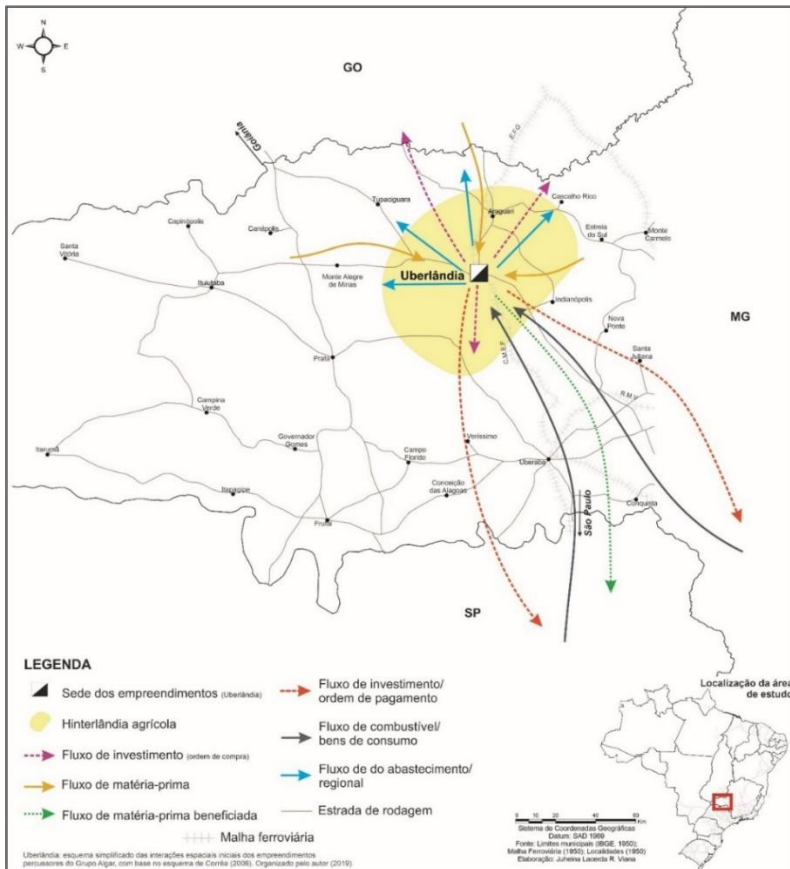 N
W
E
S
GO
Goiânia
E.F.G
Tupaciguara
Cascalho Rico
Capinópolis
Canápolis
Araguari
Estrela
do Sul
Monte
Carmelo
Santa
Vitória
Uberlândia
Monte Alegre
de Minas
Ituiutaba
Indianópolis
MG
Nova
Ponte
C.M.E.F
Prata
Santa
Juliana
R.M.V
Campina
Verde
Governador
Gomes
Veríssimo
Campo
Florido
Uberaba
Conceição
das Alagoas
Itapagipe
Frutal
São Paulo
Conquista
SP
LEGENDA
Sede dos empreendimentos (Uberlândia)
Hinterlândia agrícola
Fluxo de investimento (ordem de compra)
Fluxo de matéria-prima
Fluxo de matéria-prima beneficiada
Malha ferroviária
Fluxo de investimento/
ordem de pagamento
Fluxo de combustível/
bens de consumo
Fluxo de do abastecimento/
regional
Estrada de rodagem
Localização da área
de estudo
Km
Sistema de Coordenadas Geográficas
Datum: SAD 1969
Fonte: Limites municipais (IBGE, 1950);
Malha Ferroviária (1950); Localidades (1950)
Elaboração: Juheina Lacerda R. Viana
Uberlândia: esquema simplificado das interações espaciais iniciais dos empreendimentos
percussores do Grupo Algar, com base no esquema de Corrêa (2006). Organizado pelo autor (2019)